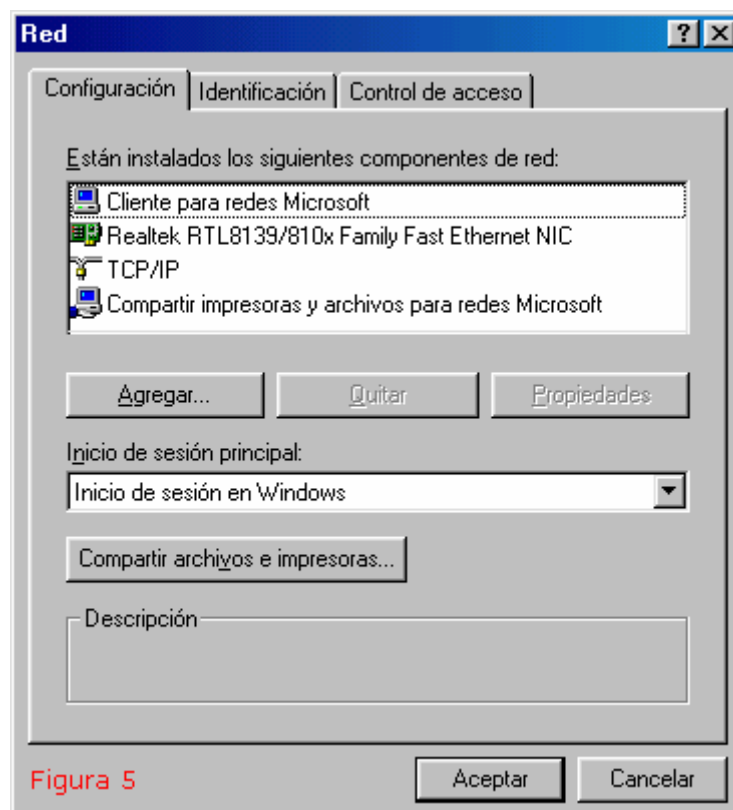 Red
Configuración Identificación Control de acceso
Están instalados los siguientes componentes de red:
Cliente para redes Microsoft
Realtek RTL8139/810x Family Fast Ethernet NIC
TCP/IP
Compartir impresoras y archivos para redes Microsoft
Agregar... Quitar Propiedades
Inicio de sesión principal:
Inicio de sesión en Windows
Compartir archivos e impresoras...
Descripción
Figura 5 Aceptar Cancelar